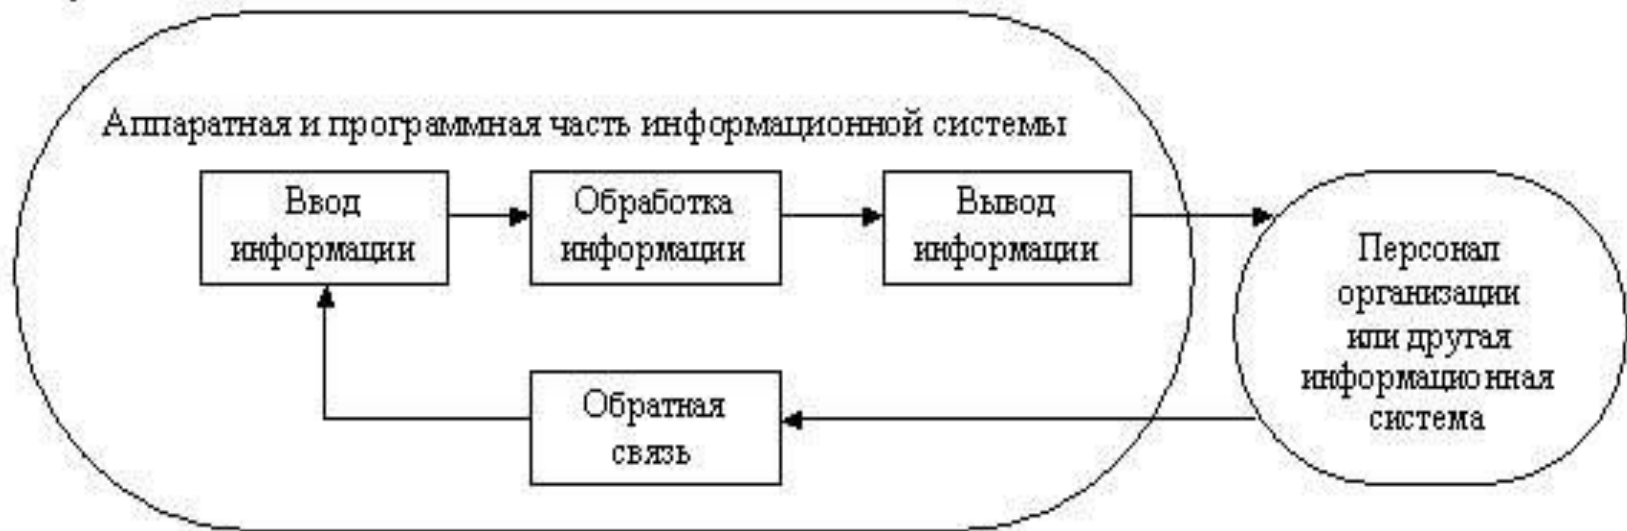 Аппаратная и программная часть информационной системы
Ввод
информации
Обработка
информации
Вывод
информации
Персонал
организации
или другая
информационная
система
Обратная
связь